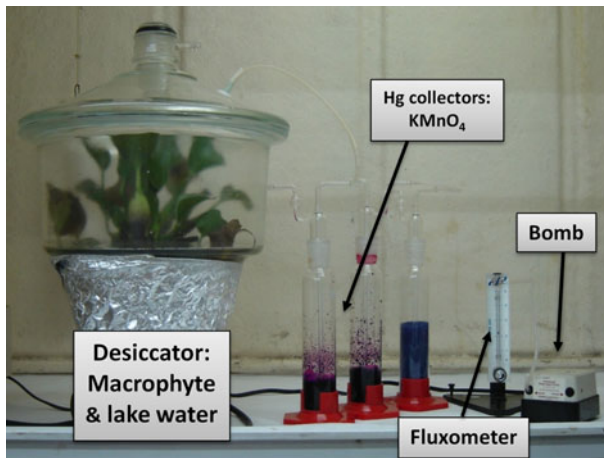 Hg collectors:
KMnO₄
Bomb
Desiccator:
Macrophyte
& lake water
Fluxometer